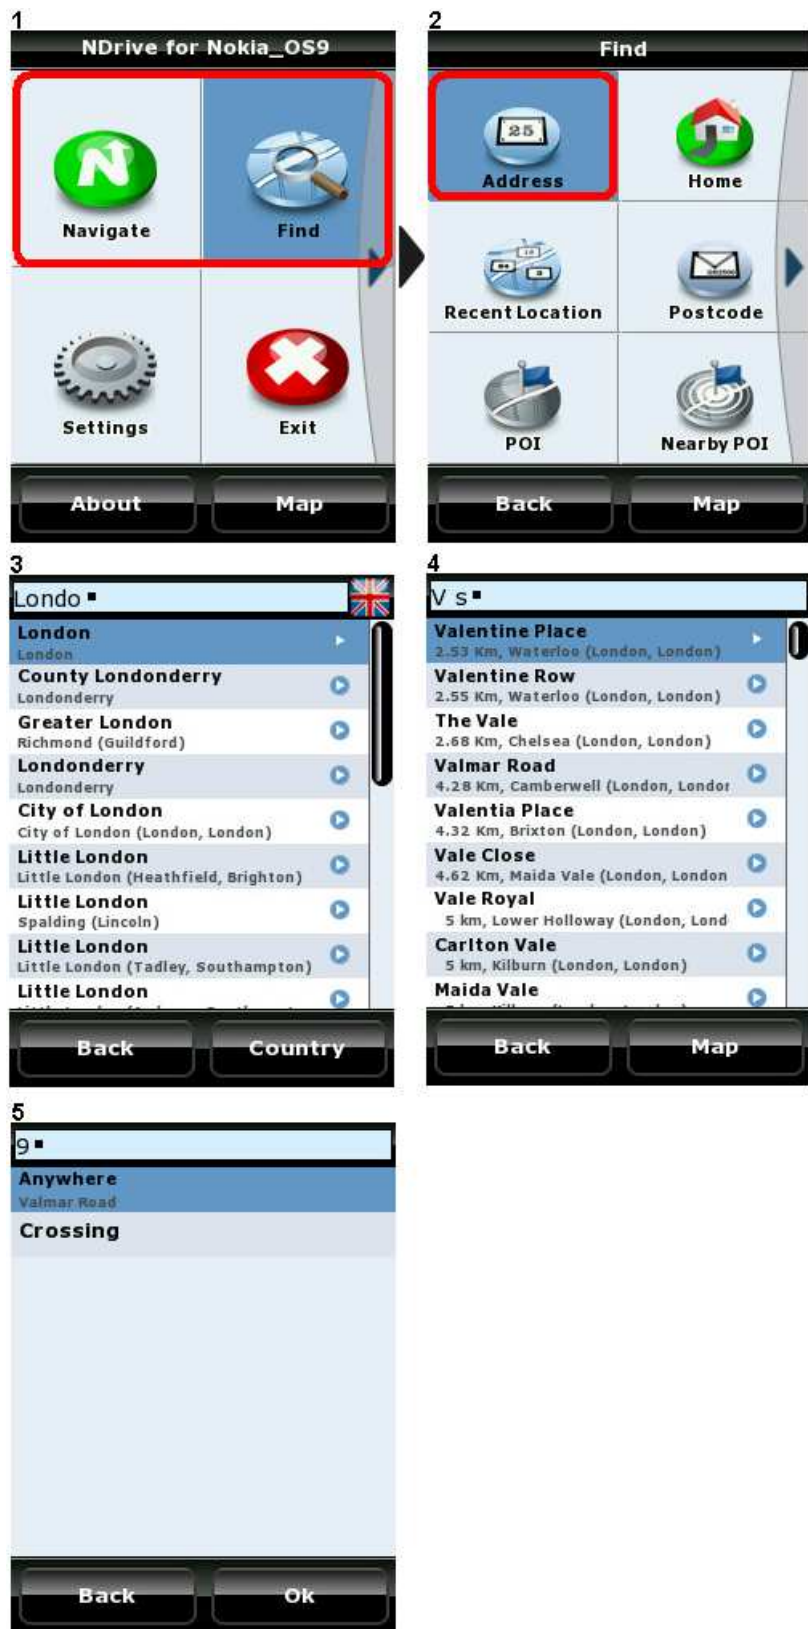 1
NDrive for Nokia_OS9
Navigate
Find
Settings
Exit
About
Map
2
Find
25
Address
Home
Recent Location
Postcode
POI
Nearby POI
Back
Map
3
Londo
London
London
County Londonderry
Londonderry
Greater London
Richmond (Guildford)
Londonderry
Londonderry
City of London
City of London (London, London)
Little London
Little London (Heathfield, Brighton)
Little London
Spalding (Lincoln)
Little London
Little London (Tadley, Southampton)
Little London
Back
Country
4
V s
Valentine Place
2.53 Km, Waterloo (London, London)
Valentine Row
2.55 Km, Waterloo (London, London)
The Vale
2.68 Km, Chelsea (London, London)
Valmar Road
4.28 Km, Camberwell (London, London
Valentia Place
4.32 Km, Brixton (London, London)
Vale Close
4.62 Km, Maida Vale (London, London
Vale Royal
5 km, Lower Holloway (London, Lond
Carlton Vale
5 km, Kilburn (London, London)
Maida Vale
Back
Map
5
9
Anywhere
Valmar Road
Crossing
Back
Ok